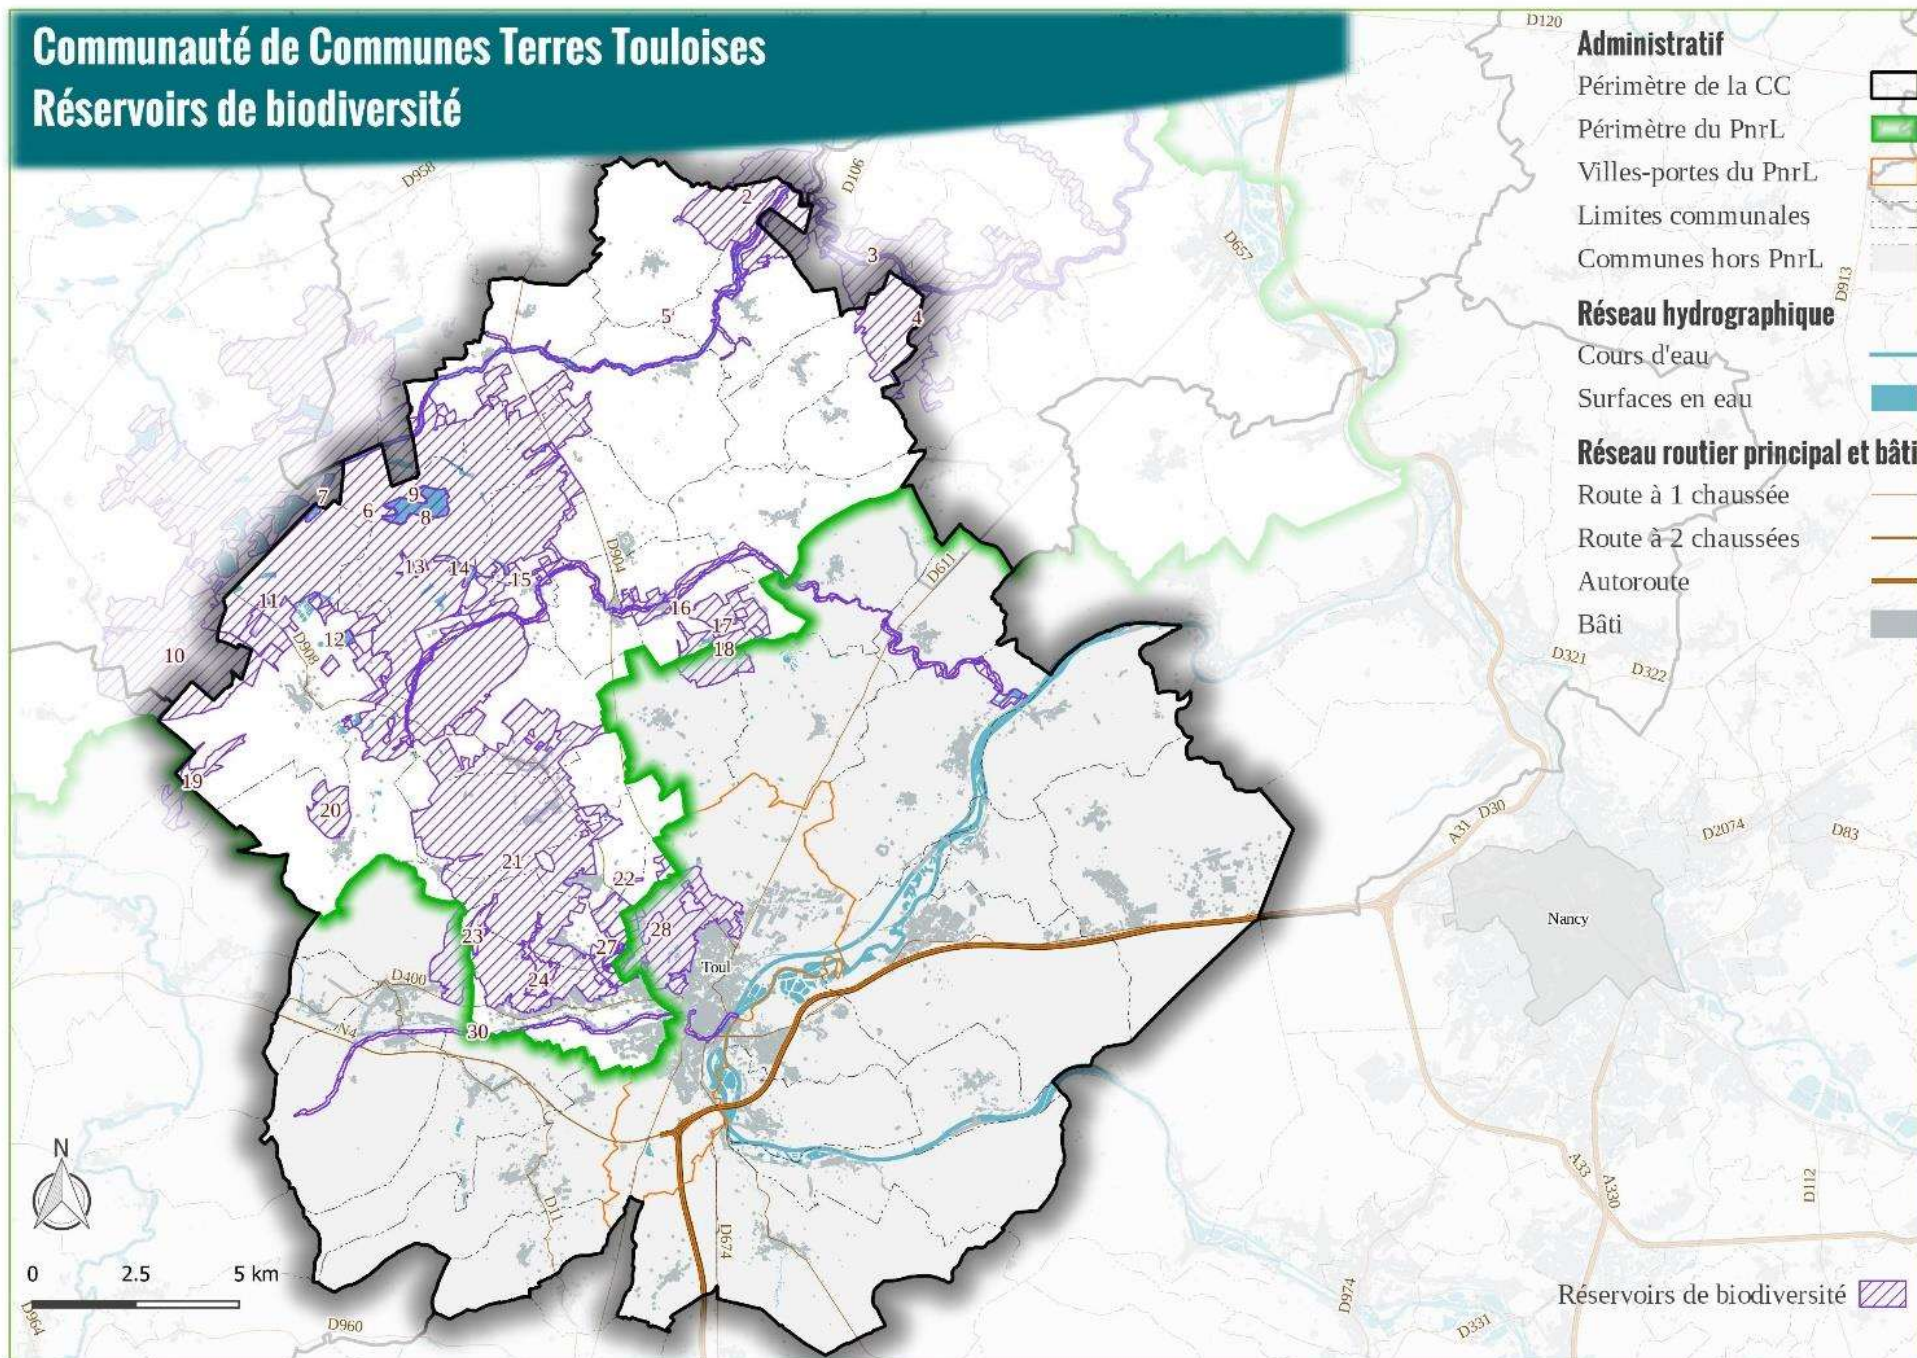 Communauté de Communes Terres Touloises
Réservoirs de biodiversité
Administratif
Périmètre de la CC
Périmètre du PnrL
Villes-portes du PnrL
Limites communales
Communes hors PnrL
Réseau hydrographique
Cours d'eau
Surfaces en eau
Réseau routier principal et bâti
Route à 1 chaussée
Route à 2 chaussées
Autoroute
Bâti
D120
D958
D106
D657
D913
2
3
4
5
7
6
9
8
D904
D611
13
14
15
11
16
12
D908
17
18
10
D321
D322
19
20
21
22
A31
D30
D2074
D83
23
27
28
Toul
Nancy
24
D400
30
N4
N
D11
D674
A33
A330
D112
0
2.5
5 km
D964
D960
D974
D331
Réservoirs de biodiversité